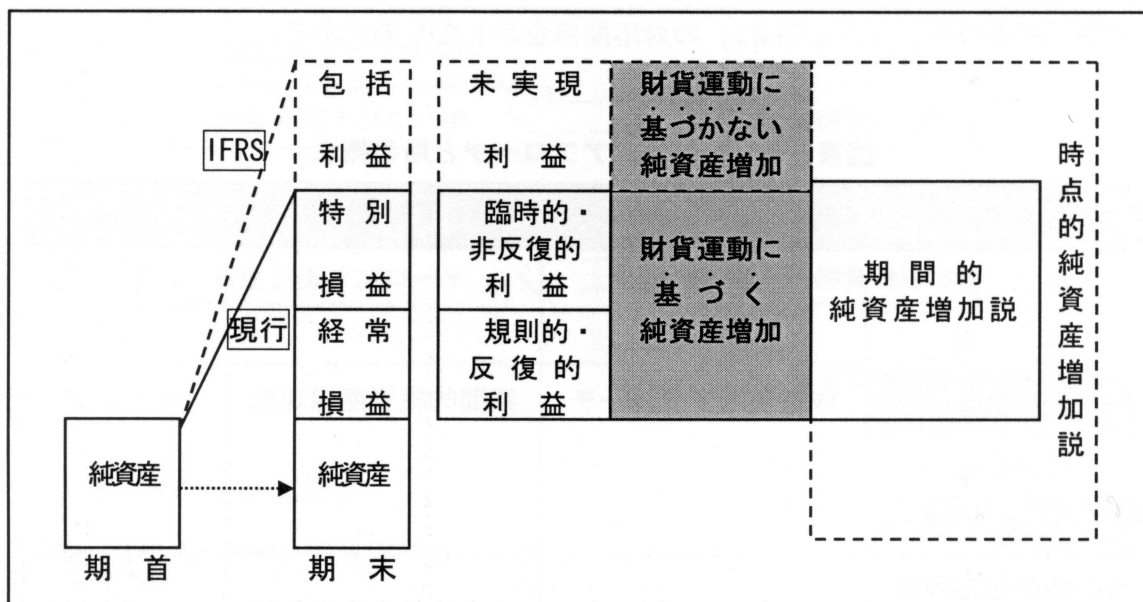 包括
利益
未実現
利益
財貨運動に
基づかない
純資産増加
時点的純資産増加説
IFRS
特別
損益
臨時的・
非反復的
利益
財貨運動に
基づく
純資産増加
期間的
純資産増加説
現行
経常
損益
規則的・
反復的
利益
純資産
純資産
期首
期末